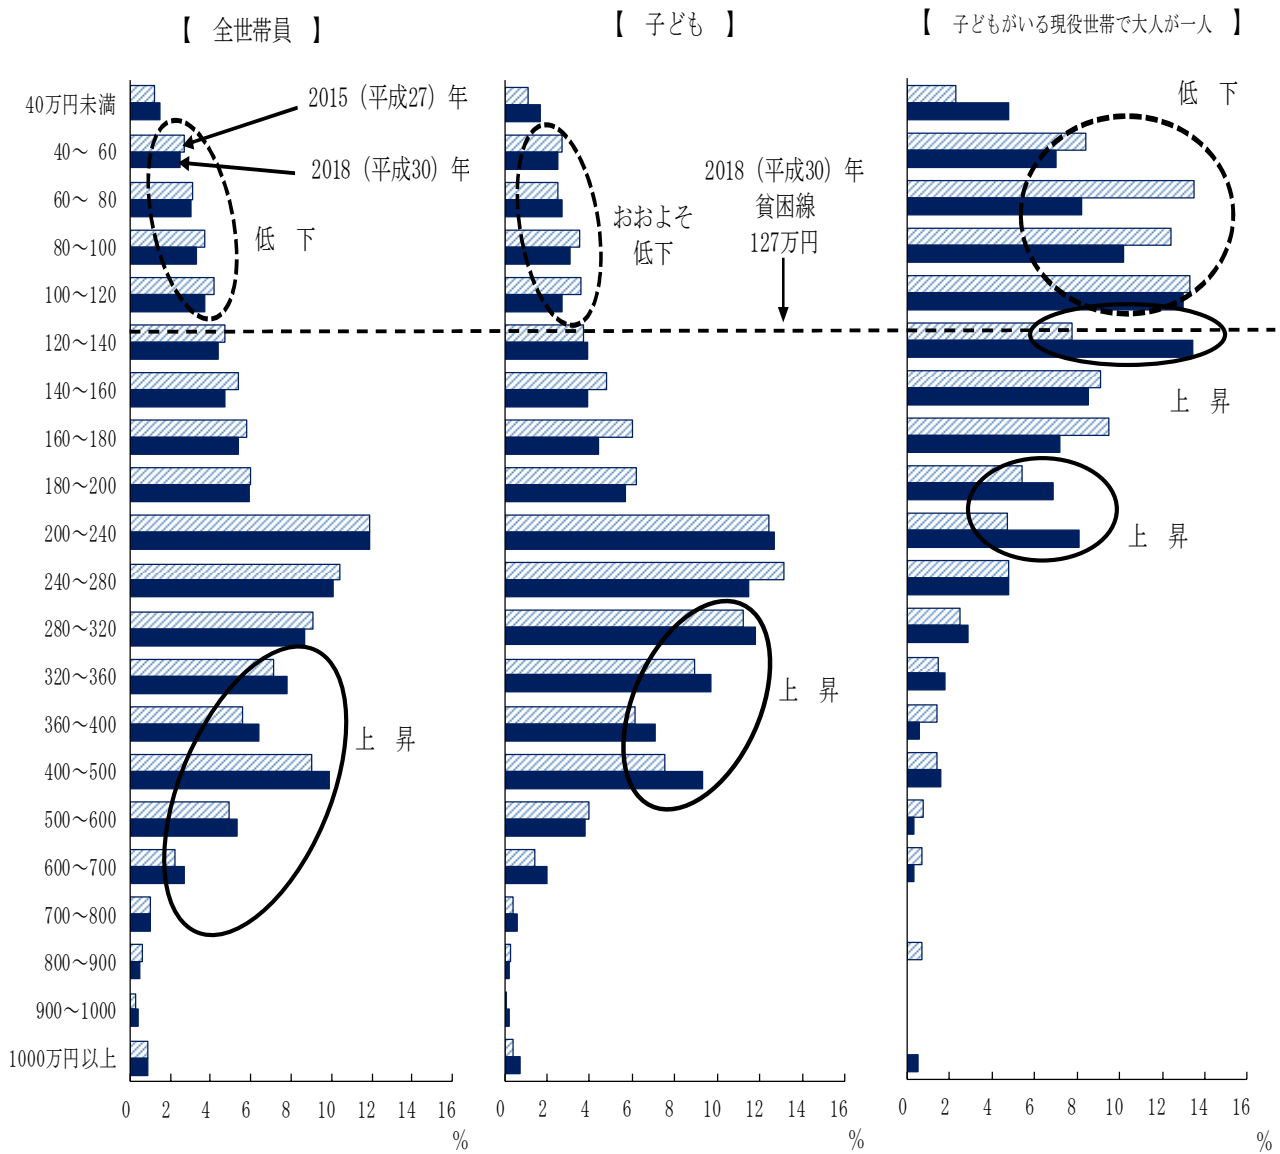 【　全世帯員　】
【　子ども　】
【　子どもがいる現役世帯で大人が一人　】
40万円未満
40～ 60
60～ 80
80～100
100～120
120～140
140～160
160～180
180～200
200～240
240～280
280～320
320～360
360～400
400～500
500～600
600～700
700～800
800～900
900～1000
1000万円以上
2015（平成27）年
2018（平成30）年
低　下
上　昇
0 2 4 6 8 10 12 14 16
%
おおよそ
低下
2018（平成30）年
貧困線
127万円
上　昇
0 2 4 6 8 10 12 14 16
%
低　下
上　昇
上　昇
0 2 4 6 8 10 12 14 16
%